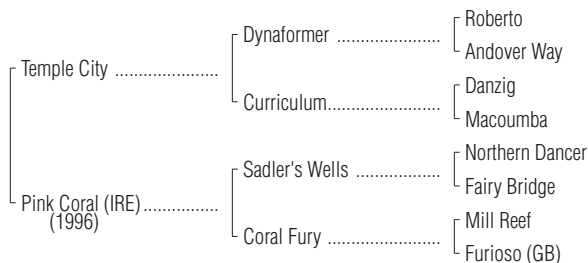 Roberto
Dynaformer ........................
Andover Way
Temple City ........................
Danzig
Curriculum........................
Macoumba
Northern Dancer
Sadler's Wells ...................
Fairy Bridge
Pink Coral (IRE)..................
(1996)
Mill Reef
Coral Fury ........................
Furioso (GB)